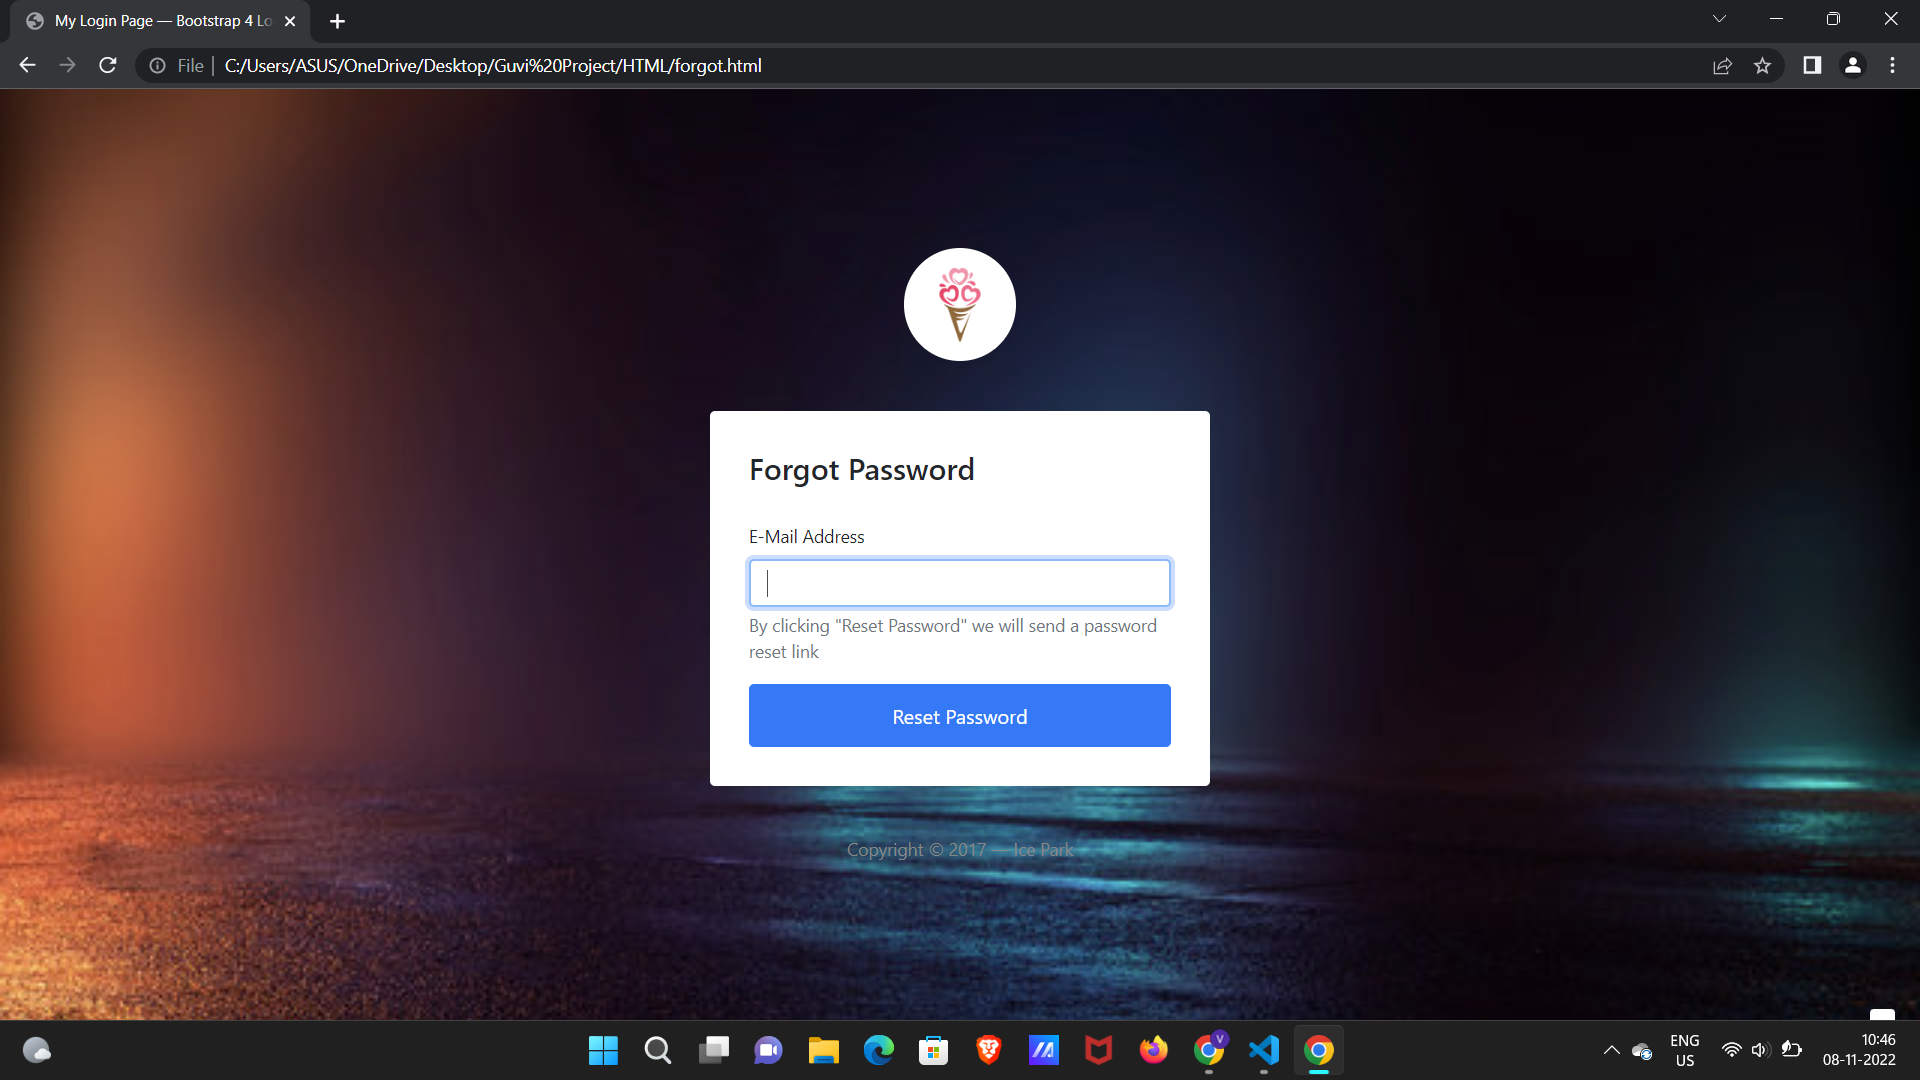 My Login Page — Bootstrap 4 Lo
File
C:/Users/ASUS/OneDrive/Desktop/Guvi%20Project/HTML/forgot.html
Forgot Password
E-Mail Address
By clicking "Reset Password" we will send a password
reset link
Reset Password
Copyright © 2017 — Ice Park
V
ENG
US
10:46
08-11-2022